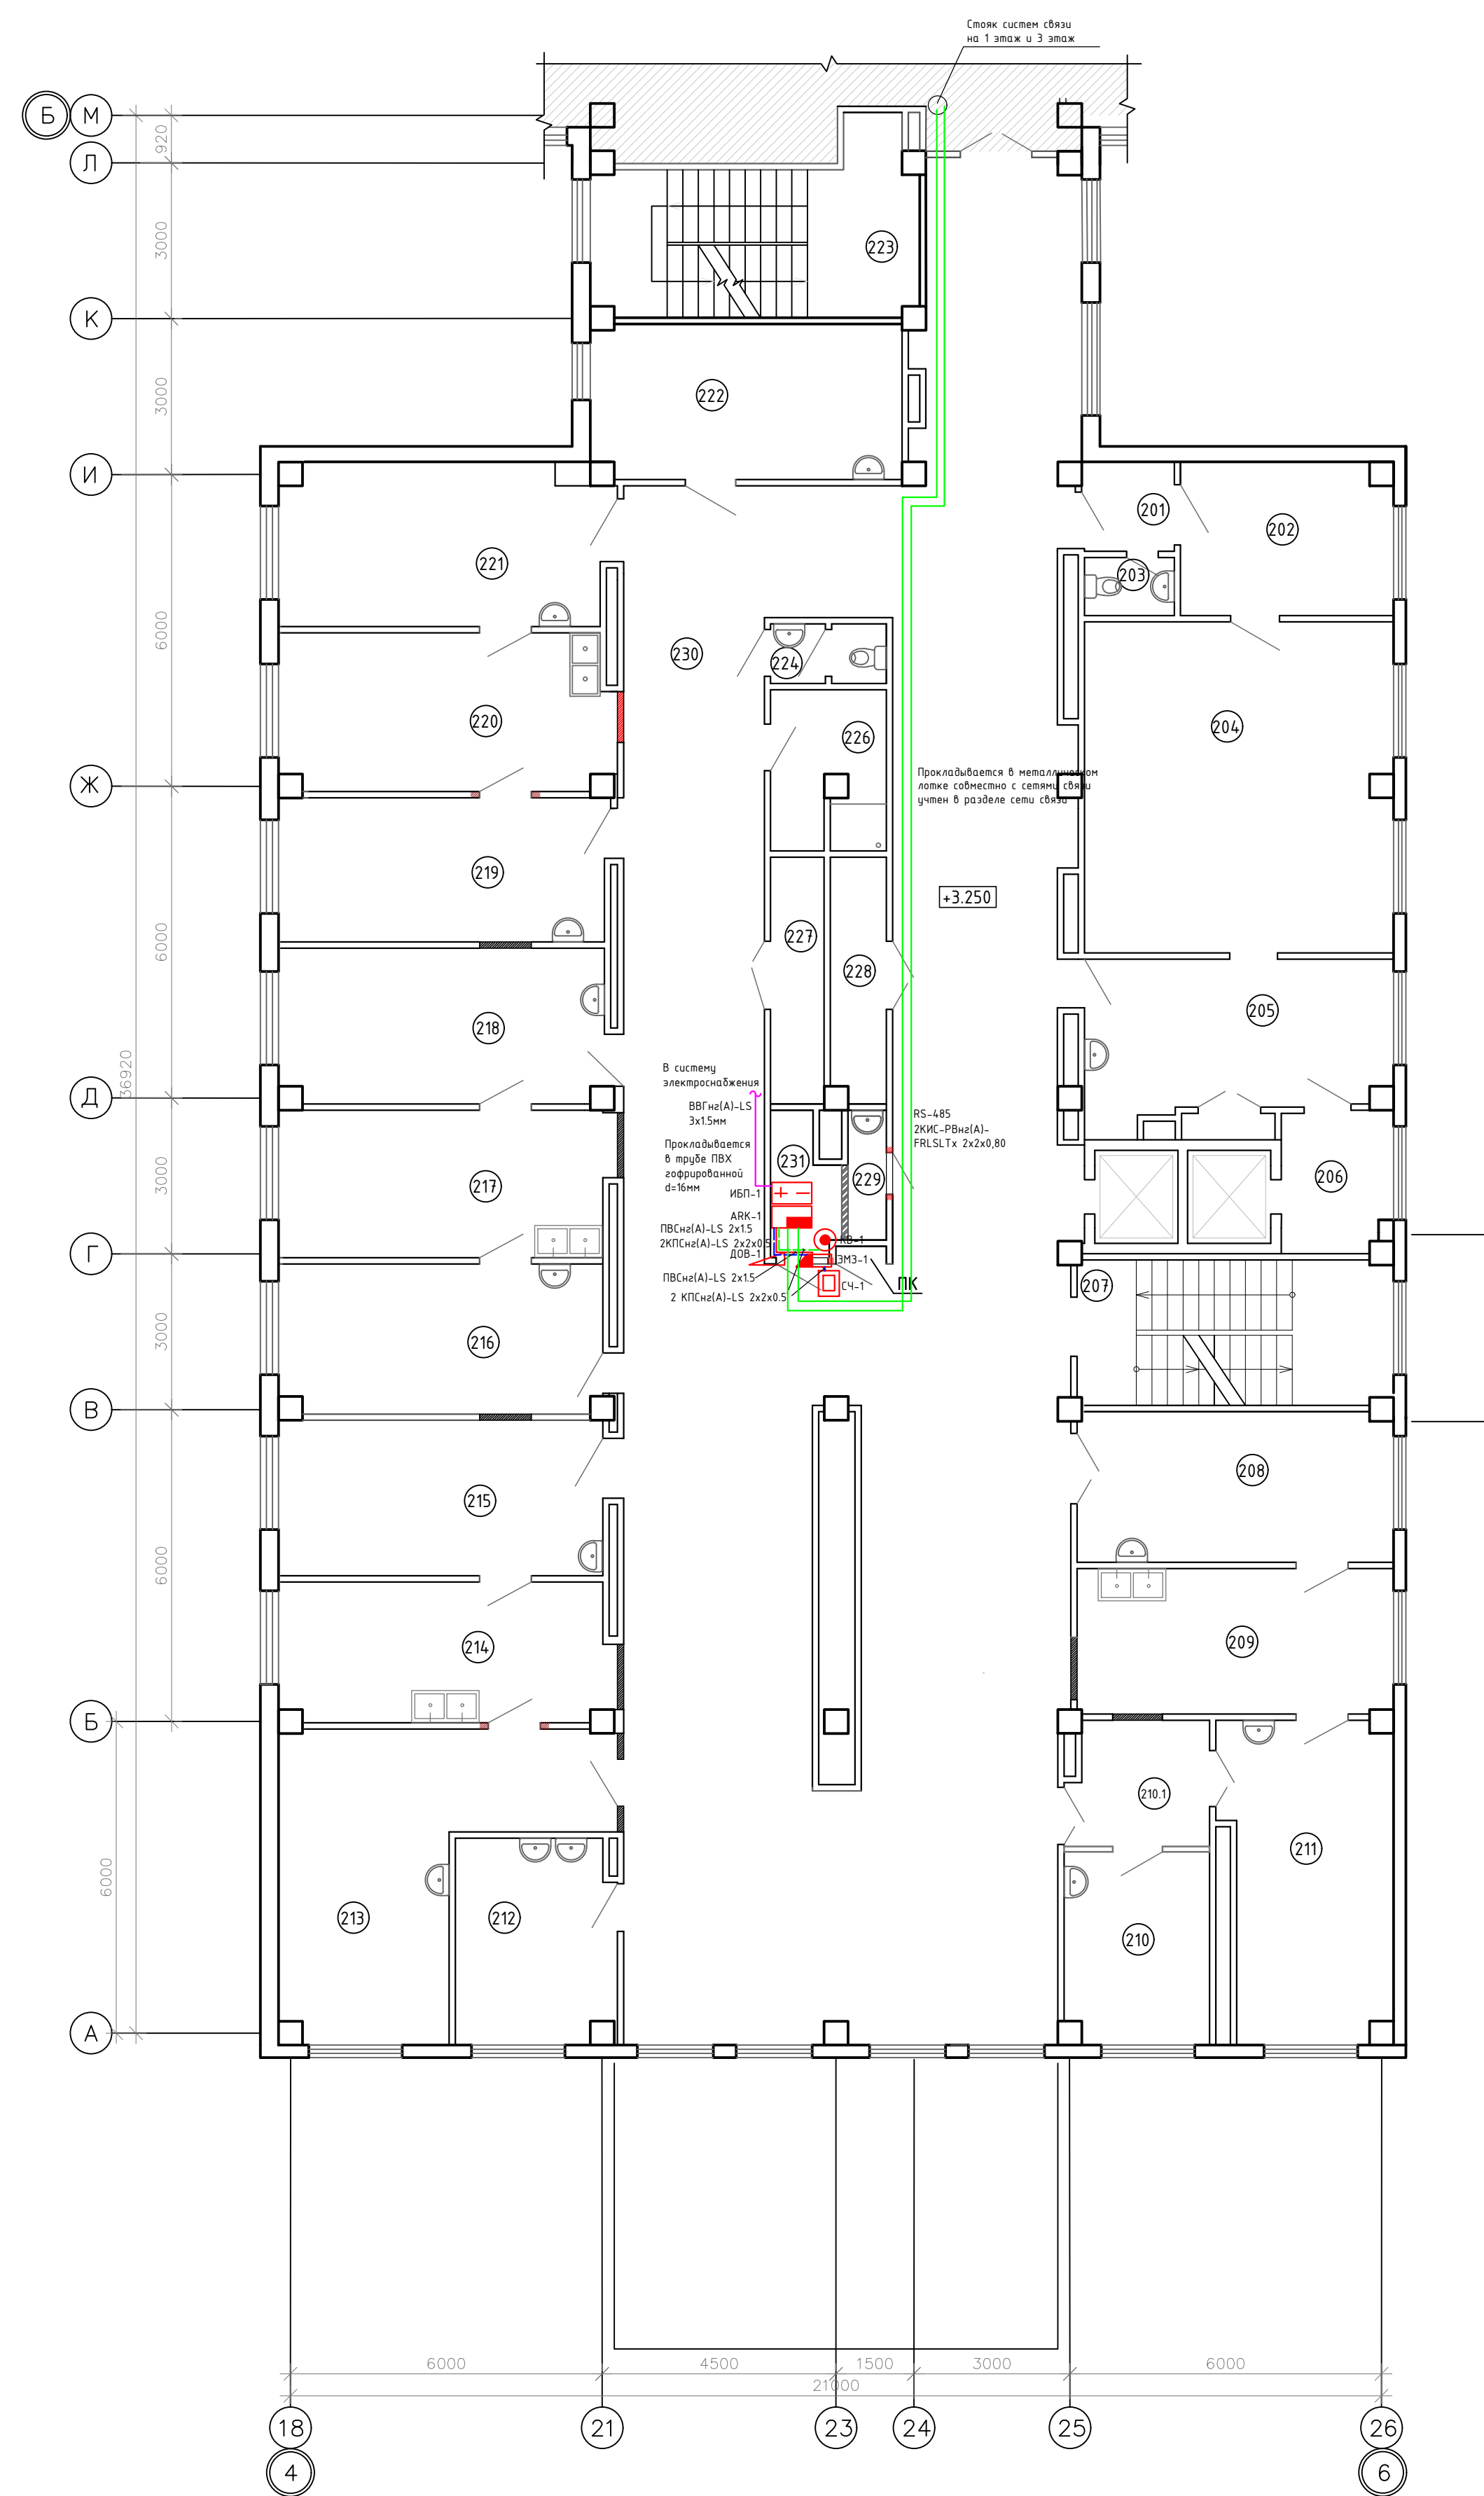 Стояк систем связи
на 1 этаж и 3 этаж
Б
М
920
Л
3000
223
К
3000
222
И
201
202
221
203
6000
230
224
220
204
226
Ж
Прокладывается в металлическом
лотке совместно с сетями связи
учтен в разделе сети связи
219
+3.250
6000
227
228
205
218
36920
В систему
электроснабжения
Д
ВВГнг(А)-LS
3х1.5мм
RS-485
2КИС-РВнг(А)-
FRLSLTx 2х2х0,80
Прокладывается
в трубе ПВХ
гофрированной
d=16мм
231
229
206
3000
217
ИБП-1
ARK-1
ПВСнг(А)-LS 2х1.5
2КПСнг(А)-LS 2х2х0.5
КВ-1
Г
ДОВ-1
ЭМЗ-1
ПВСнг(А)-LS 2х1.5
СЧ-1
ПК
2 КПСнг(А)-LS 2х2х0.5
207
3000
216
В
208
215
6000
214
209
Б
210.1
211
6000
213
212
210
А
6000
4500
1500
3000
6000
21000
18
21
23
24
25
26
4
6